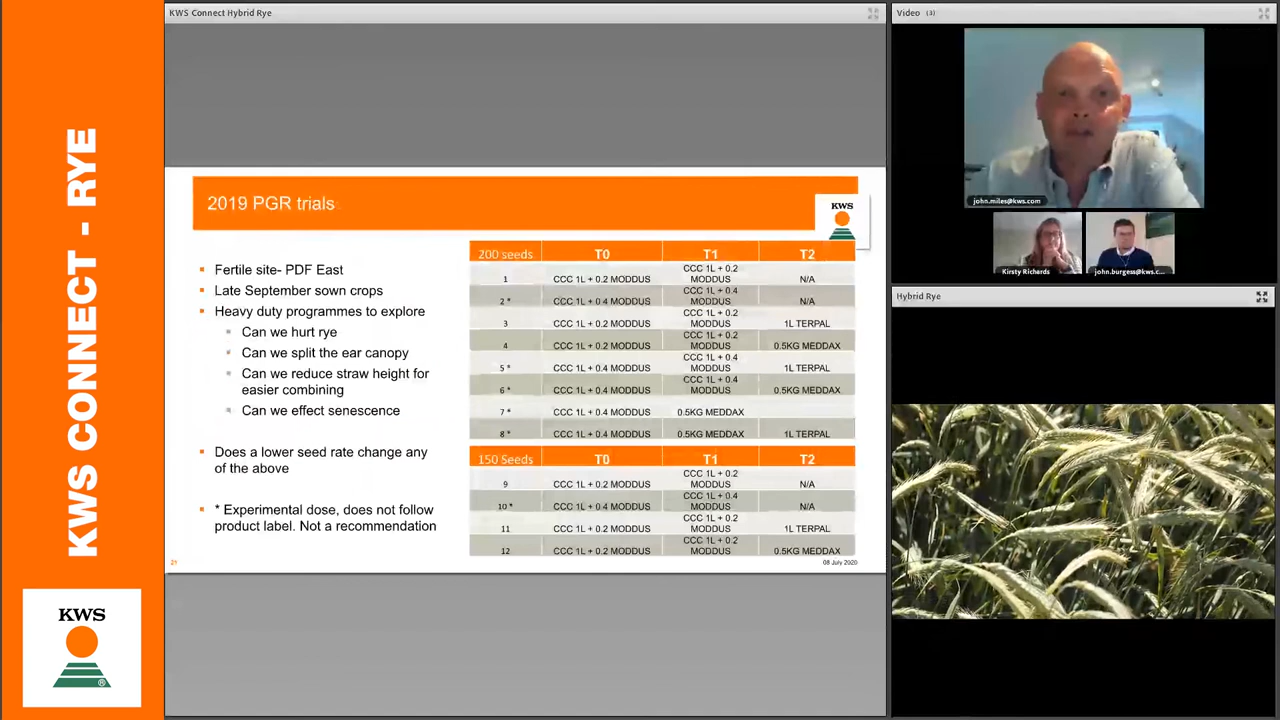 KWS CONNECT - RYE
KWS
®
KWS Connect Hybrid Rye
2019 PGR trials
KWS
Fertile site- PDF East
Late September sown crops
Heavy duty programmes to explore
Can we hurt rye
Can we split the ear canopy
Can we reduce straw height for
easier combining
Can we effect senescence
Does a lower seed rate change any
of the above
* Experimental dose, does not follow
product label. Not a recommendation
200 seeds T0 T1 T2
1 CCC 1L + 0.2 MODDUS CCC 1L + 0.2 MODDUS N/A
2 * CCC 1L + 0.4 MODDUS CCC 1L + 0.4 MODDUS N/A
3 CCC 1L + 0.2 MODDUS CCC 1L + 0.2 MODDUS 1L TERPAL
4 CCC 1L + 0.2 MODDUS CCC 1L + 0.2 MODDUS 0.5KG MEDDAX
5 * CCC 1L + 0.4 MODDUS CCC 1L + 0.4 MODDUS 1L TERPAL
6 * CCC 1L + 0.4 MODDUS CCC 1L + 0.4 MODDUS 0.5KG MEDDAX
7 * CCC 1L + 0.4 MODDUS 0.5KG MEDDAX
8 * CCC 1L + 0.4 MODDUS 0.5KG MEDDAX 1L TERPAL
150 Seeds T0 T1 T2
9 CCC 1L + 0.2 MODDUS CCC 1L + 0.2 MODDUS N/A
10 * CCC 1L + 0.4 MODDUS CCC 1L + 0.4 MODDUS N/A
11 CCC 1L + 0.2 MODDUS CCC 1L + 0.2 MODDUS 1L TERPAL
12 CCC 1L + 0.2 MODDUS CCC 1L + 0.2 MODDUS 0.5KG MEDDAX
21
08 July 2020
Video (3)
john.miles@kws.com
Kirsty Richards
john.burgess@kws.c...
Hybrid Rye